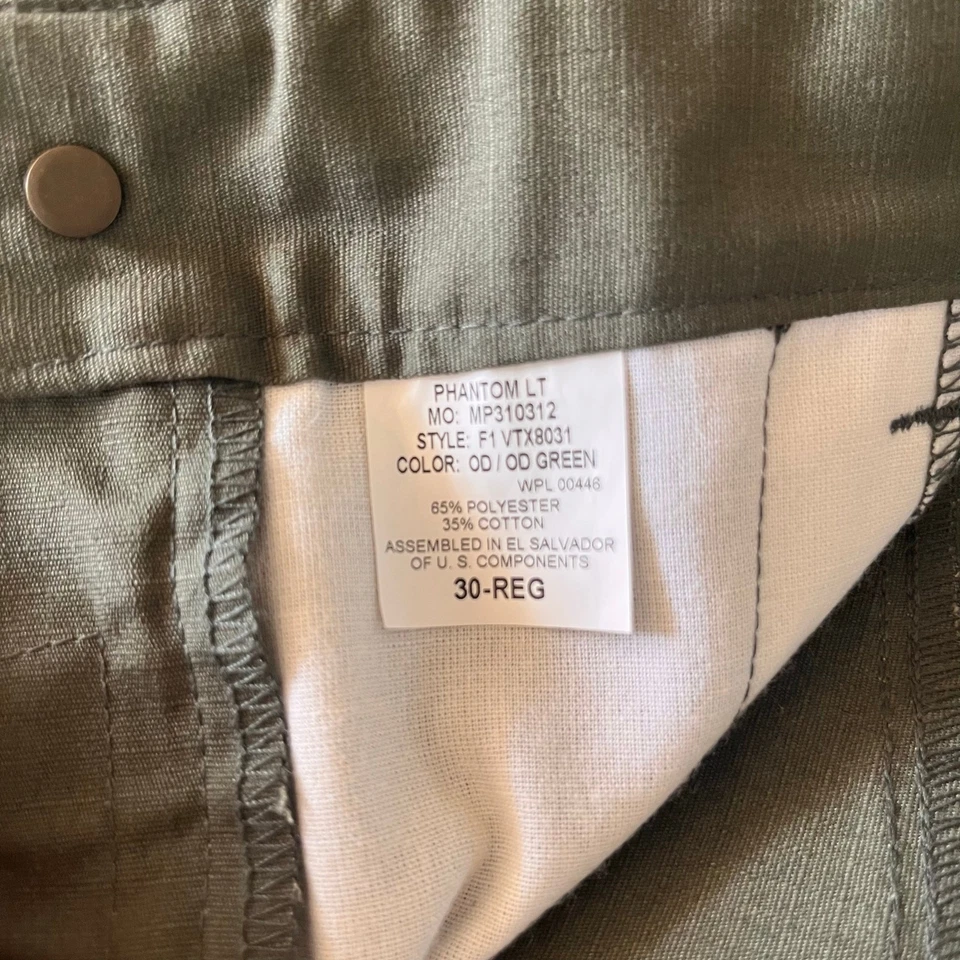 PHANTOM LT
MO: MP310312
STYLE: F1 VTX8031
COLOR: OD / OD GREEN
WPL 00446
65% POLYESTER
35% COTTON
ASSEMBLED IN EL SALVADOR
OF U. S. COMPONENTS
30-REG